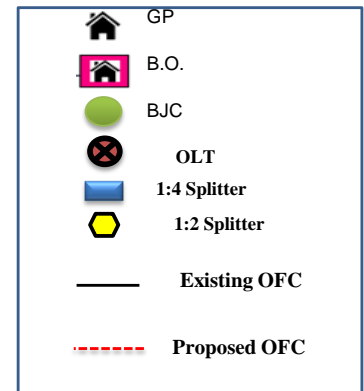 GP
B.O.
BJC
OLT
1:4 Splitter
1:2 Splitter
Existing OFC
Proposed OFC